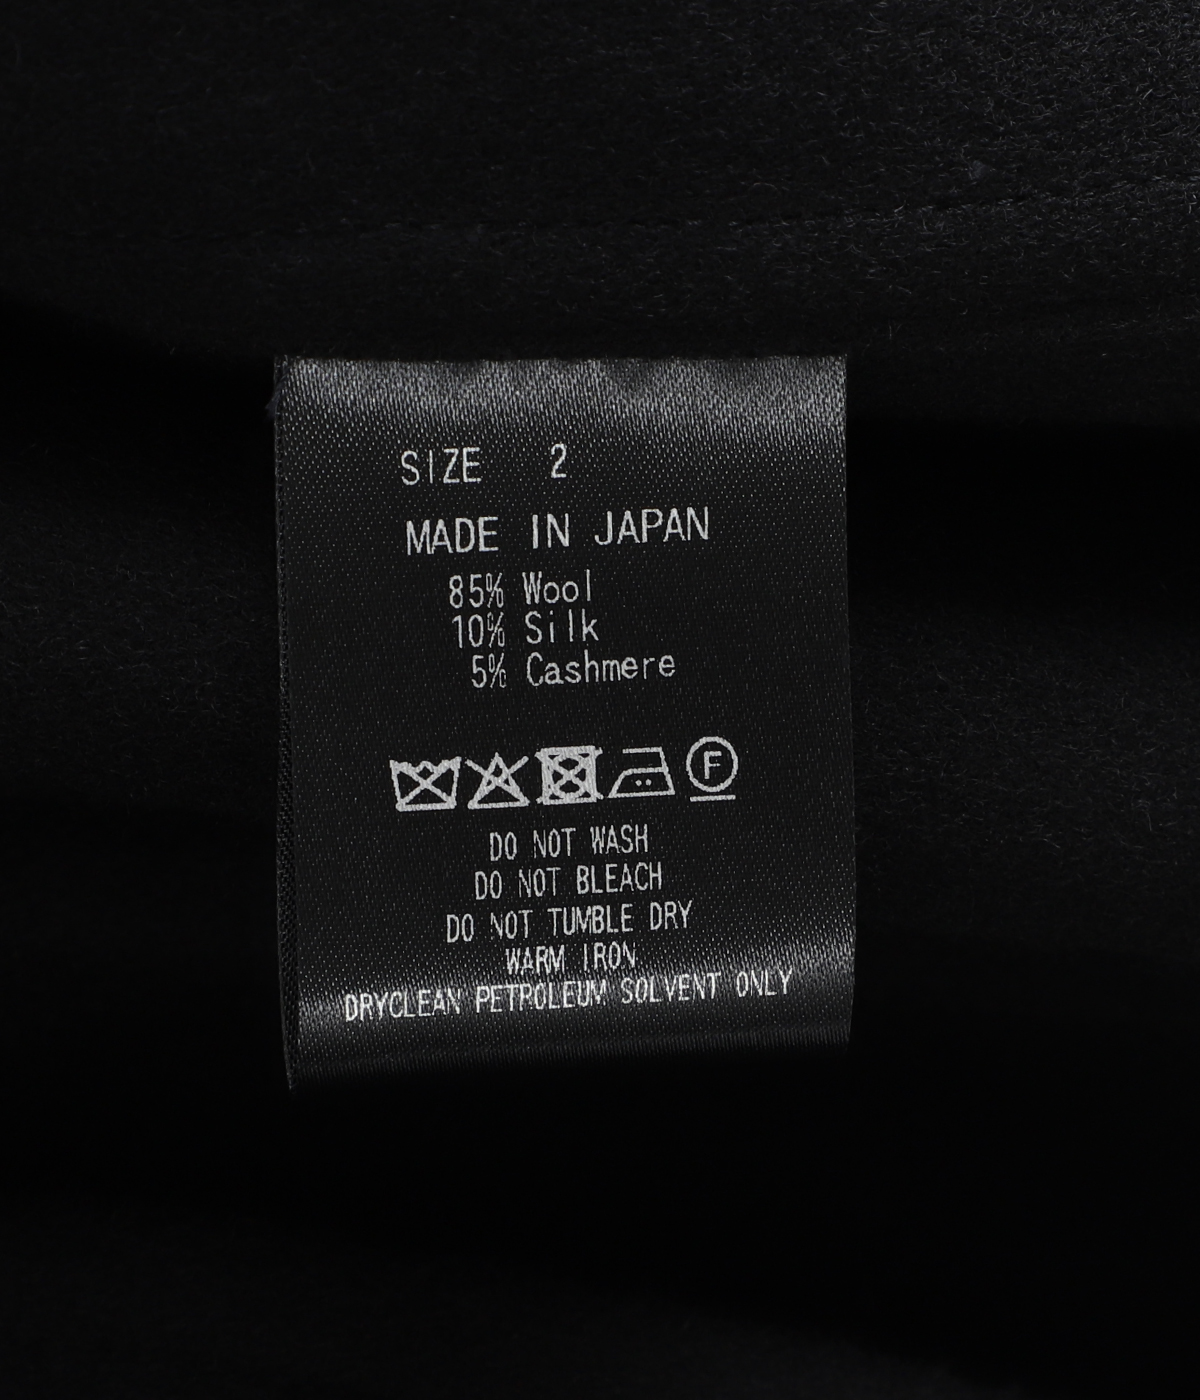 SIZE 2
MADE IN JAPAN
85% Wool
10% Silk
5% Cashmere
F
DO NOT WASH
DO NOT BLEACH
DO NOT TUMBLE DRY
WARM IRON
DRYCLEAN PETROLEUM SOLVENT ONLY